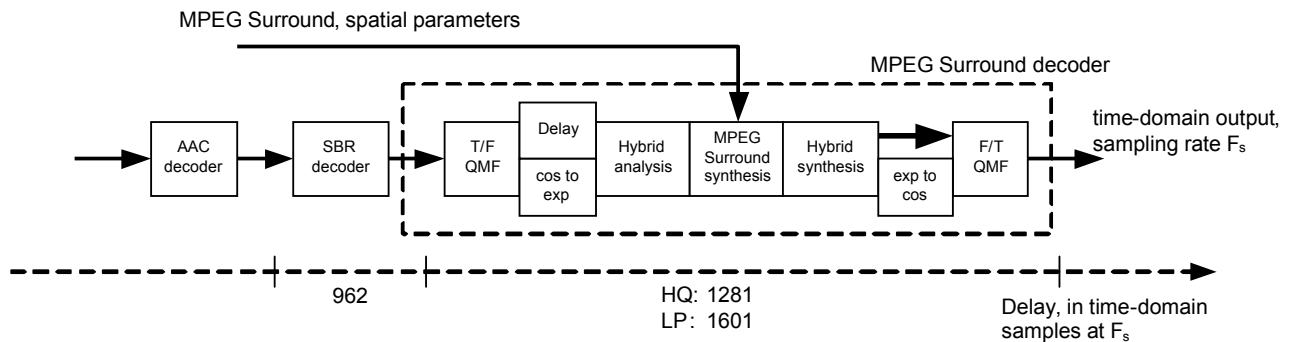 MPEG Surround, spatial parameters
MPEG Surround decoder
time-domain output,
sampling rate Fs
AAC
decoder
SBR
decoder
T/F
QMF
Delay
cos to
exp
Hybrid
analysis
MPEG
Surround
synthesis
Hybrid
synthesis
exp to
cos
F/T
QMF
962
HQ: 1281
LP: 1601
Delay, in time-domain
samples at Fs